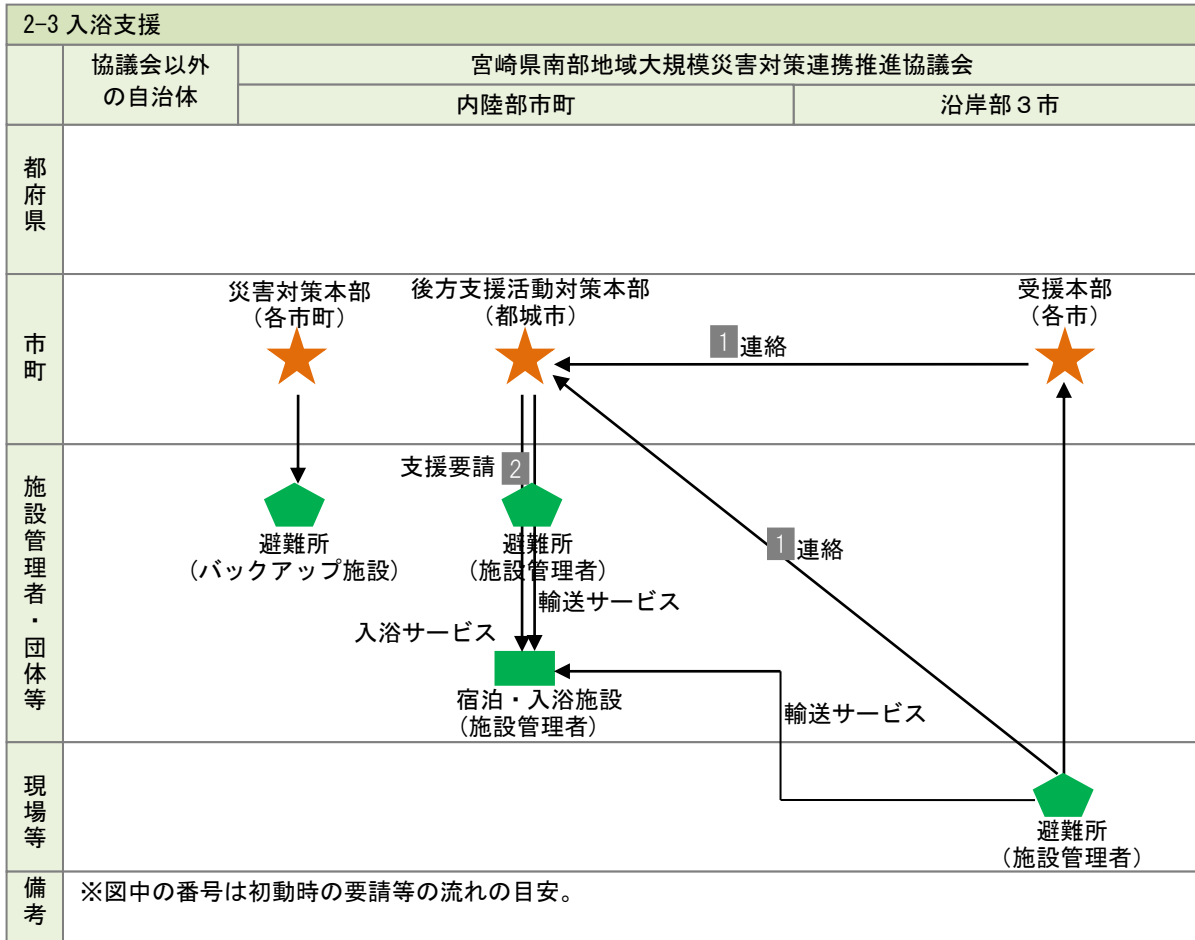 2-3 入浴支援
協議会以外
の自治体
宮崎県南部地域大規模災害対策連携推進協議会
内陸部市町
沿岸部3市
都府県
市町
災害対策本部
(各市町)
後方支援活動対策本部
(都城市)
受援本部
(各市)
1 連絡
施設管理者・団体等
支援要請 2
避難所
(バックアップ施設)
避難所
(施設管理者)
1 連絡
輸送サービス
入浴サービス
宿泊・入浴施設
(施設管理者)
輸送サービス
現場等
避難所
(施設管理者)
備考
※図中の番号は初動時の要請等の流れの目安。